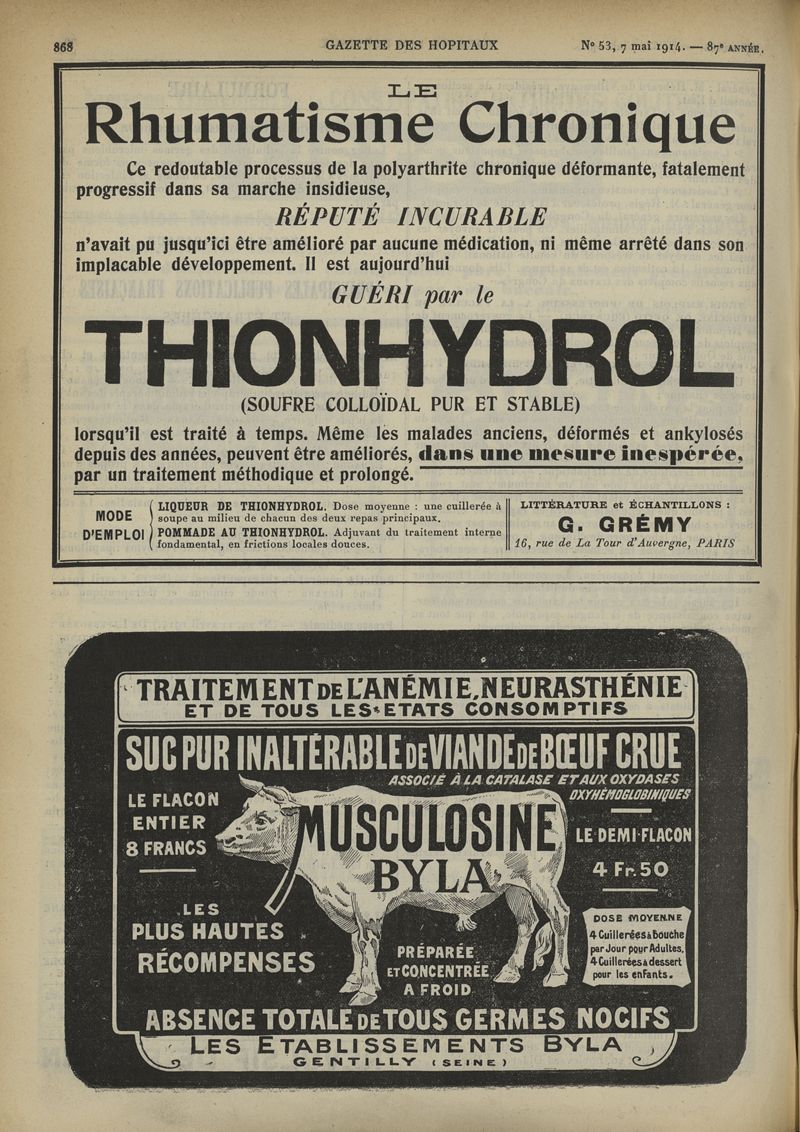 868 GAZETTE DES HOPITAUX N° 53, 7 mai 1914. — 87e ANNÉE.
LE
Rhumatisme Chronique
Ce redoutable processus de la polyarthrite chronique déformante, fatalement
progressif dans sa marche insidieuse,
RÉPUTÉ INCURABLE
n'avait pu jusqu'ici être amélioré par aucune médication, ni même arrêté dans son
implacable développement. Il est aujourd'hui
GUÉRI par le
THIONHYDROL
(SOUFRE COLLOÏDAL PUR ET STABLE)
lorsqu'il est traité à temps. Même les malades anciens, déformés et ankylosés
depuis des années, peuvent être améliorés, dans une mesure inespérée,
par un traitement méthodique et prolongé.
MODE
D'EMPLOI
LIQUEUR DE THIONHYDROL. Dose moyenne : une cuillerée à
soupe au milieu de chacun des deux repas principaux.
POMMADE AU THIONHYDROL. Adjuvant du traitement interne
fondamental, en frictions locales douces.
LITTÉRATURE et ÉCHANTILLONS :
G. GRÉMY
16, rue de La Tour d'Auvergne, PARIS
TRAITEMENT DE L'ANÉMIE, NEURASTHÉNIE
ET DE TOUS LES ETATS CONSOMPTIFS
SUC PUR INALTÉRABLE DE VIANDE DE BŒUF CRUE
ASSOCIÉ À LA CATALASE ET AUX OXYDASES
OXYHÉMOGLOBINIQUES
LE FLACON
ENTIER
8 FRANCS
MUSCULOSINE
BYLA
LE DEMI-FLACON
4 Fr. 50
LES
PLUS HAUTES
RÉCOMPENSES
PRÉPARÉE
ET CONCENTRÉE
A FROID
DOSE MOYENNE
4 Cuillerées à bouche
par Jour pour Adultes.
4 Cuillerées à dessert
pour les enfants.
ABSENCE TOTALE DE TOUS GERMES NOCIFS
LES ETABLISSEMENTS BYLA
GENTILLY (SEINE)